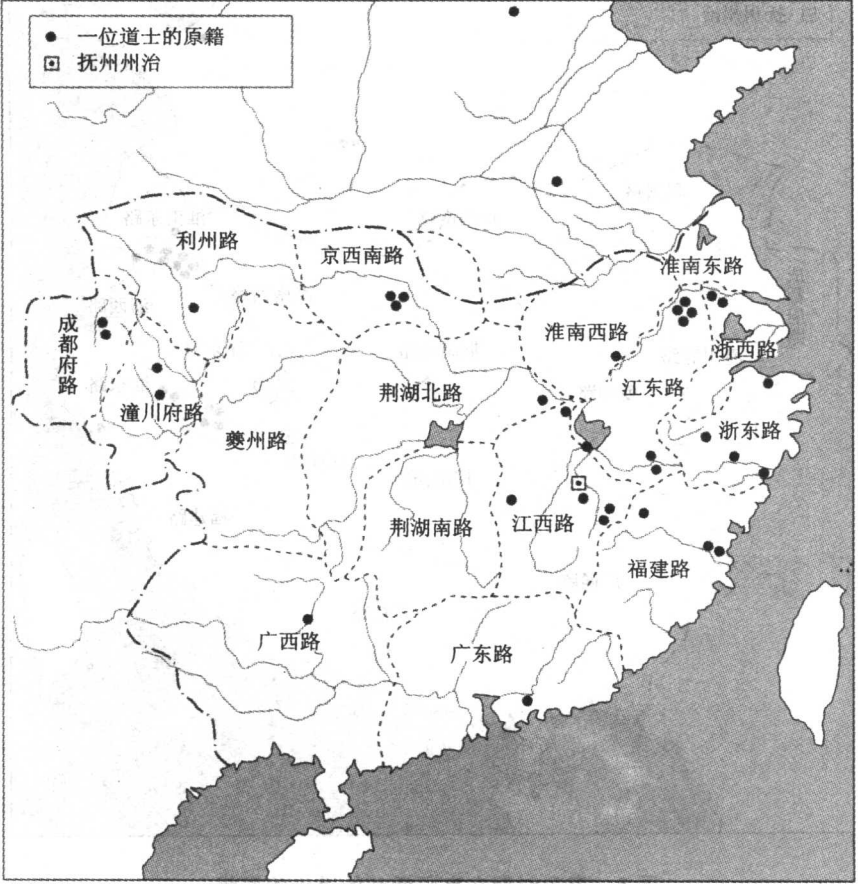 一位道士的原籍
抚州州治
利州路
京西南路
淮南东路
成都府路
淮南西路
浙西路
江东路
荆湖北路
潼川府路
夔州路
浙东路
荆湖南路
江西路
福建路
广西路
广东路